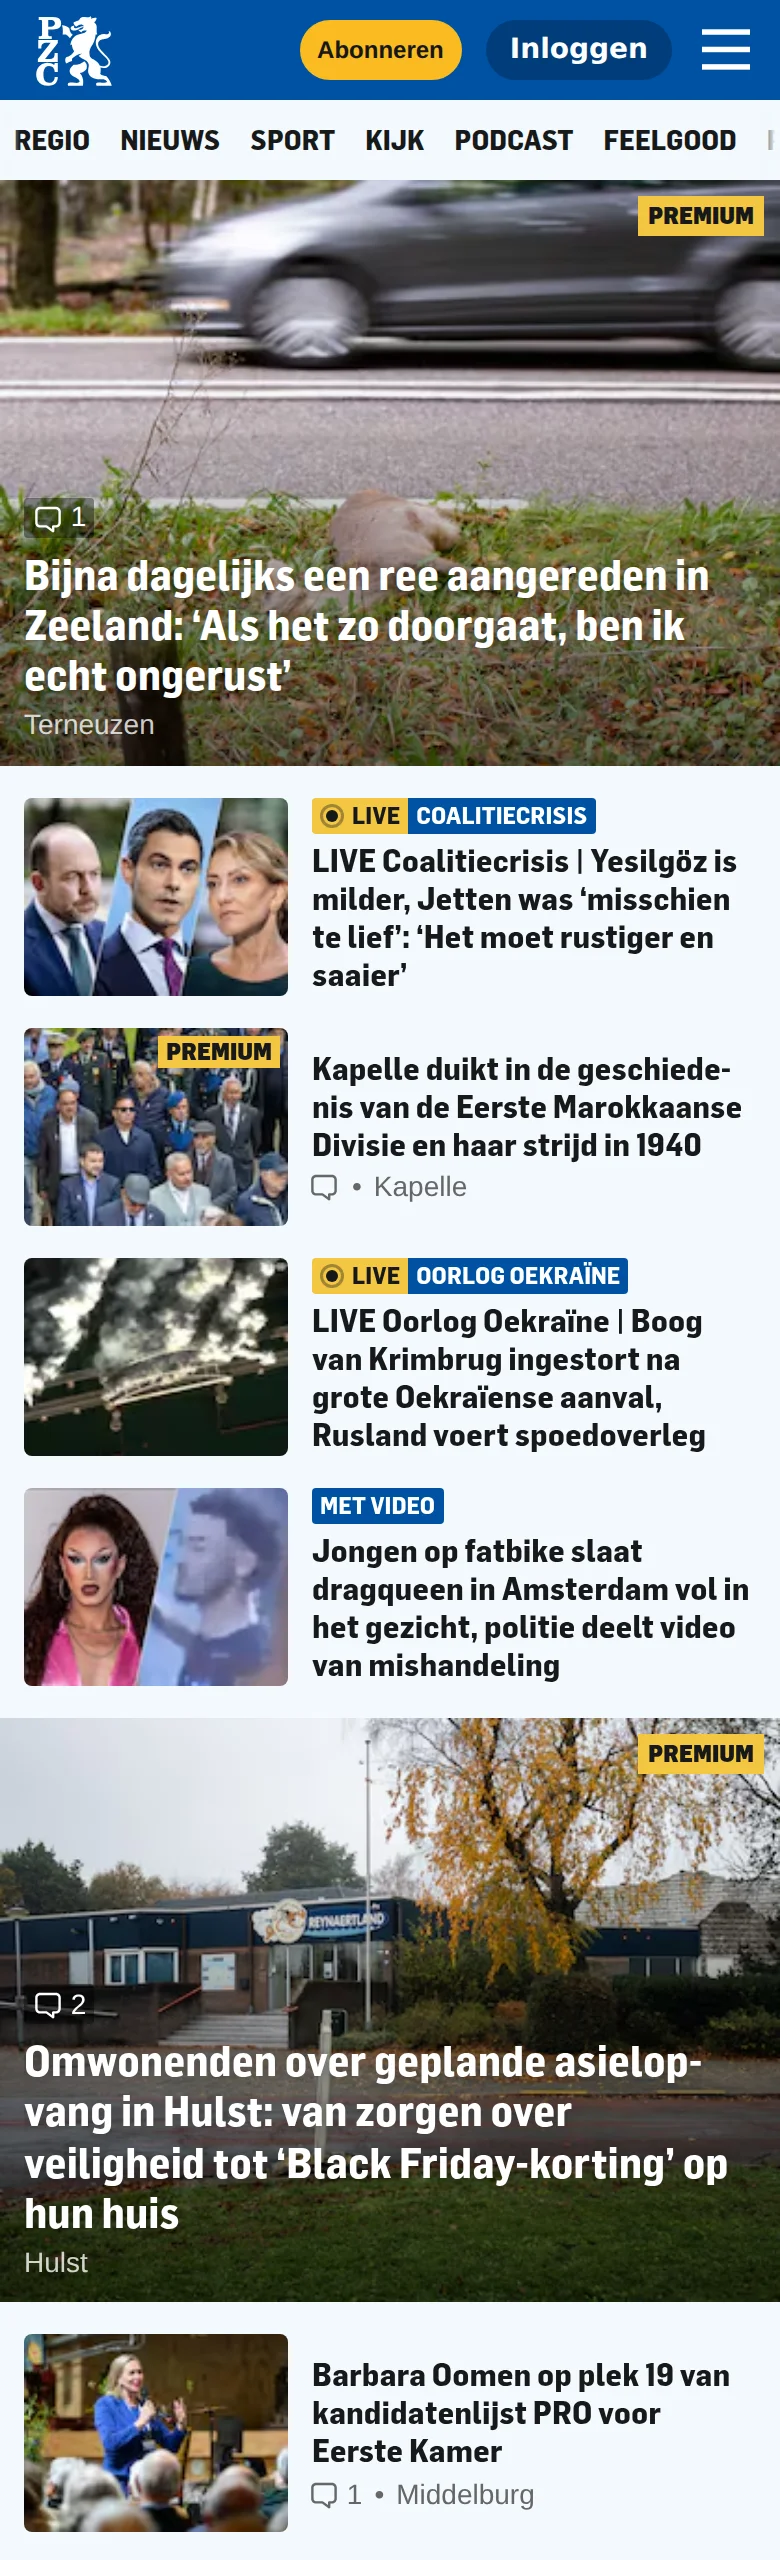 PZC
Abonneren
Inloggen
REGIO NIEUWS SPORT KIJK PODCAST FEELGOOD
PREMIUM
1
Bijna dagelijks een ree aangereden in
Zeeland: ‘Als het zo doorgaat, ben ik
echt ongerust’
Terneuzen
LIVE COALITIECRISIS
LIVE Coalitiecrisis | Yesilgöz is
milder, Jetten was ‘misschien
te lief’: ‘Het moet rustiger en
saaier’
PREMIUM
Kapelle duikt in de geschiede-
nis van de Eerste Marokkaanse
Divisie en haar strijd in 1940
• Kapelle
LIVE OORLOG OEKRAÏNE
LIVE Oorlog Oekraïne | Boog
van Krimbrug ingestort na
grote Oekraïense aanval,
Rusland voert spoedoverleg
MET VIDEO
Jongen op fatbike slaat
dragqueen in Amsterdam vol in
het gezicht, politie deelt video
van mishandeling
PREMIUM
REYNAERTLAND
2
Omwonenden over geplande asielop-
vang in Hulst: van zorgen over
veiligheid tot ‘Black Friday-korting’ op
hun huis
Hulst
Barbara Oomen op plek 19 van
kandidatenlijst PRO voor
Eerste Kamer
1 • Middelburg